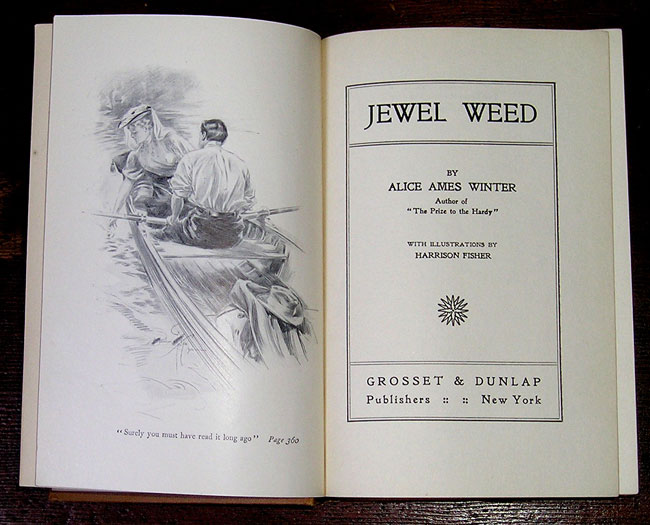 "Surely you must have read it long ago" Page 360
JEWEL WEED
BY
ALICE AMES WINTER
Author of
"The Prize to the Hardy"
WITH ILLUSTRATIONS BY
HARRISON FISHER
GROSSET & DUNLAP
Publishers :: :: New York